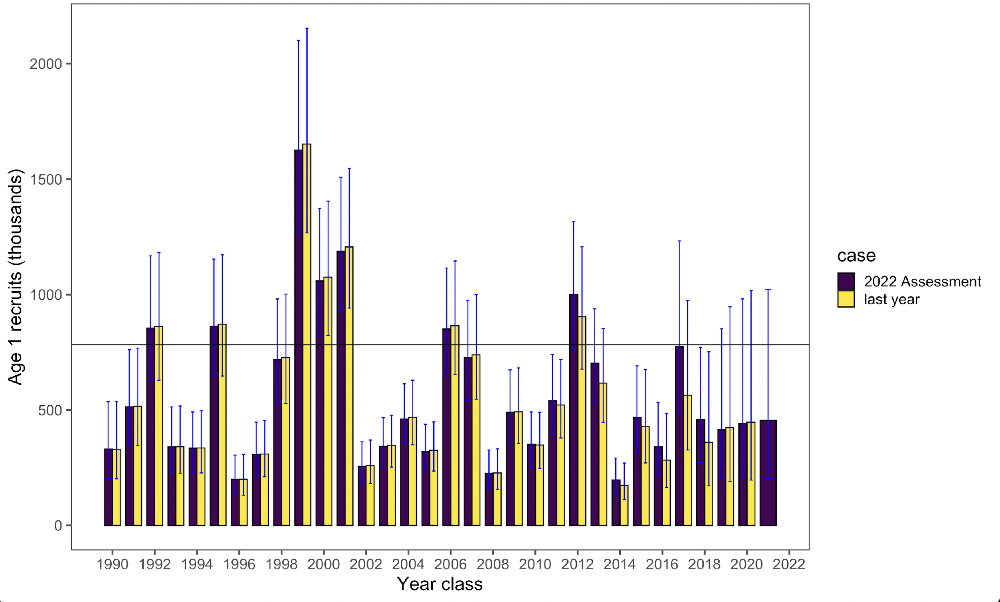 Age 1 recruits (thousands)
2000
1500
1000
500
0
1990 1992 1994 1996 1998 2000 2002 2004 2006 2008 2010 2012 2014 2016 2018 2020 2022
Year class
case
2022 Assessment
last year